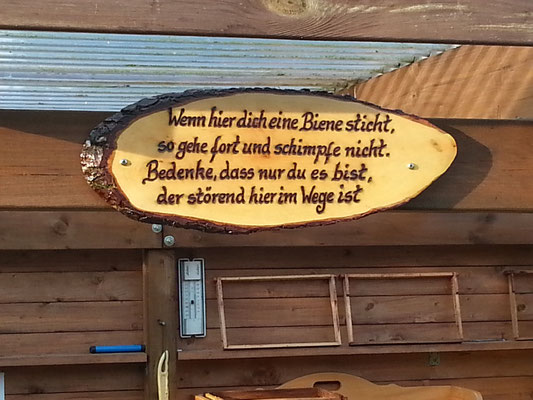 Wenn hier dich eine Biene sticht,
so gehe fort und schimpfe nicht.
Bedenke, dass nur du es bist,
der störend hier im Wege ist